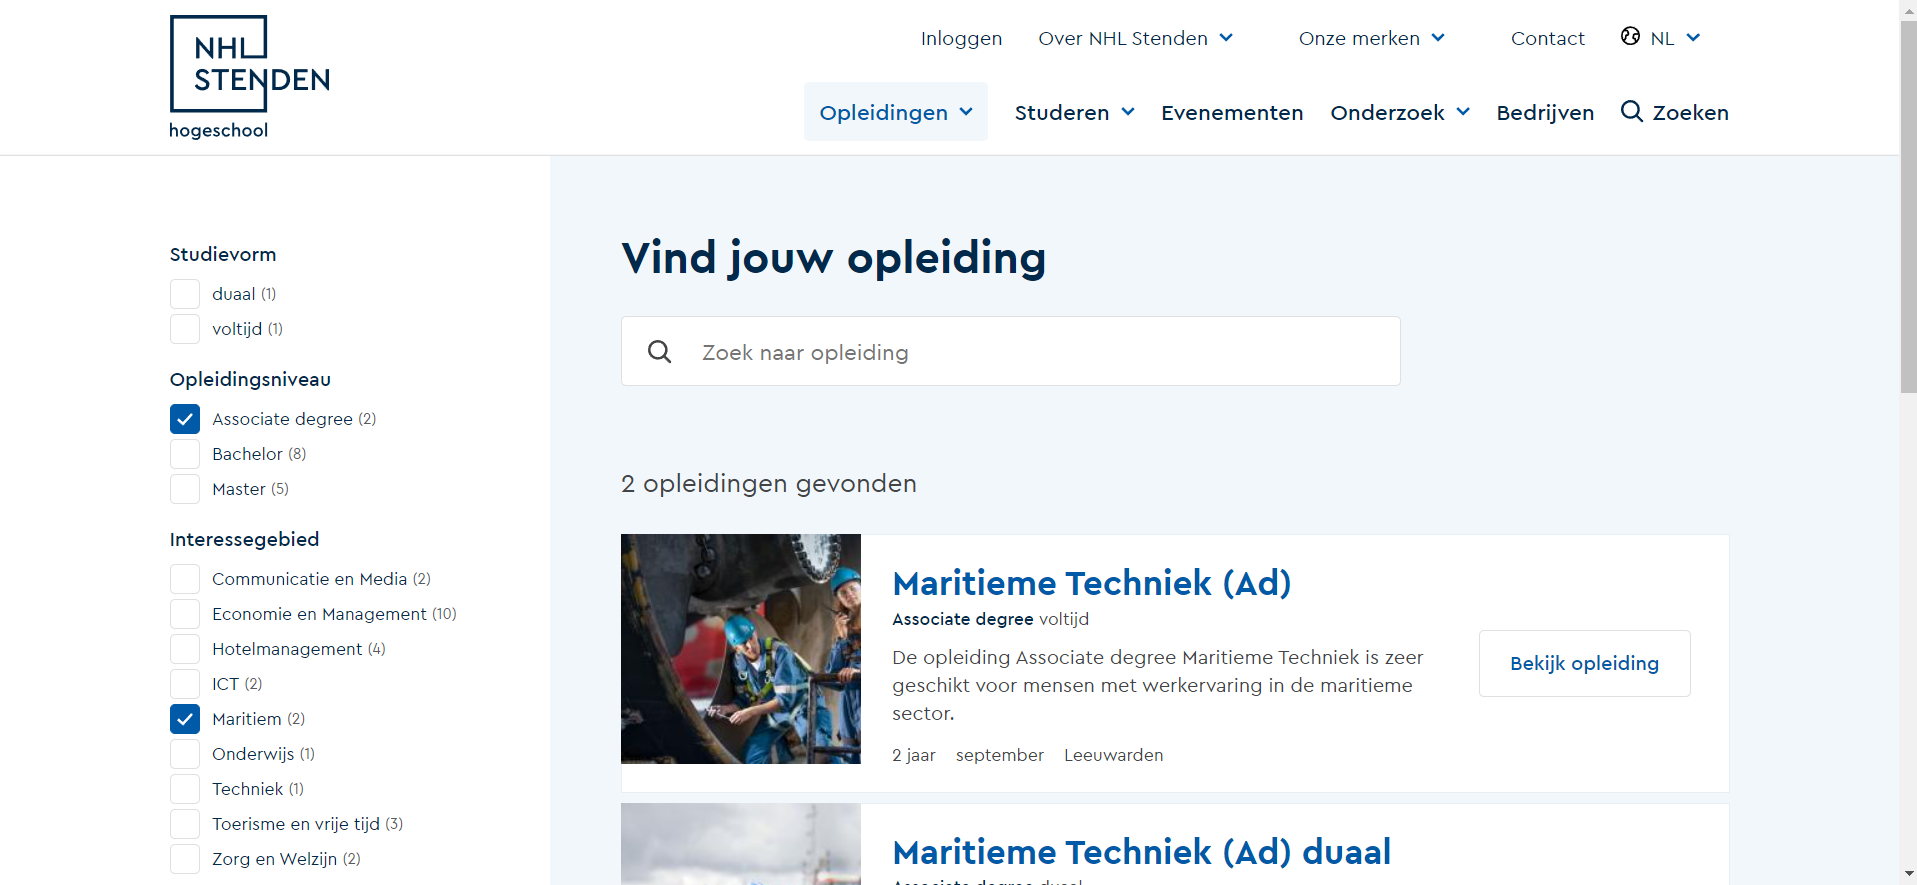 NHL
STENDEN
hogeschool
Inloggen
Over NHL Stenden
Onze merken
Contact
NL
Opleidingen
Studeren
Evenementen
Onderzoek
Bedrijven
Zoeken
Studievorm
duaal (1)
voltijd (1)
Opleidingsniveau
Associate degree (2)
Bachelor (8)
Master (5)
Interessegebied
Communicatie en Media (2)
Economie en Management (10)
Hotelmanagement (4)
ICT (2)
Maritiem (2)
Onderwijs (1)
Techniek (1)
Toerisme en vrije tijd (3)
Zorg en Welzijn (2)
Vind jouw opleiding
Zoek naar opleiding
2 opleidingen gevonden
Maritieme Techniek (Ad)
Associate degree voltijd
De opleiding Associate degree Maritieme Techniek is zeer
geschikt voor mensen met werkervaring in de maritieme
sector.
2 jaar september Leeuwarden
Bekijk opleiding
Maritieme Techniek (Ad) duaal
Associate degree duaal